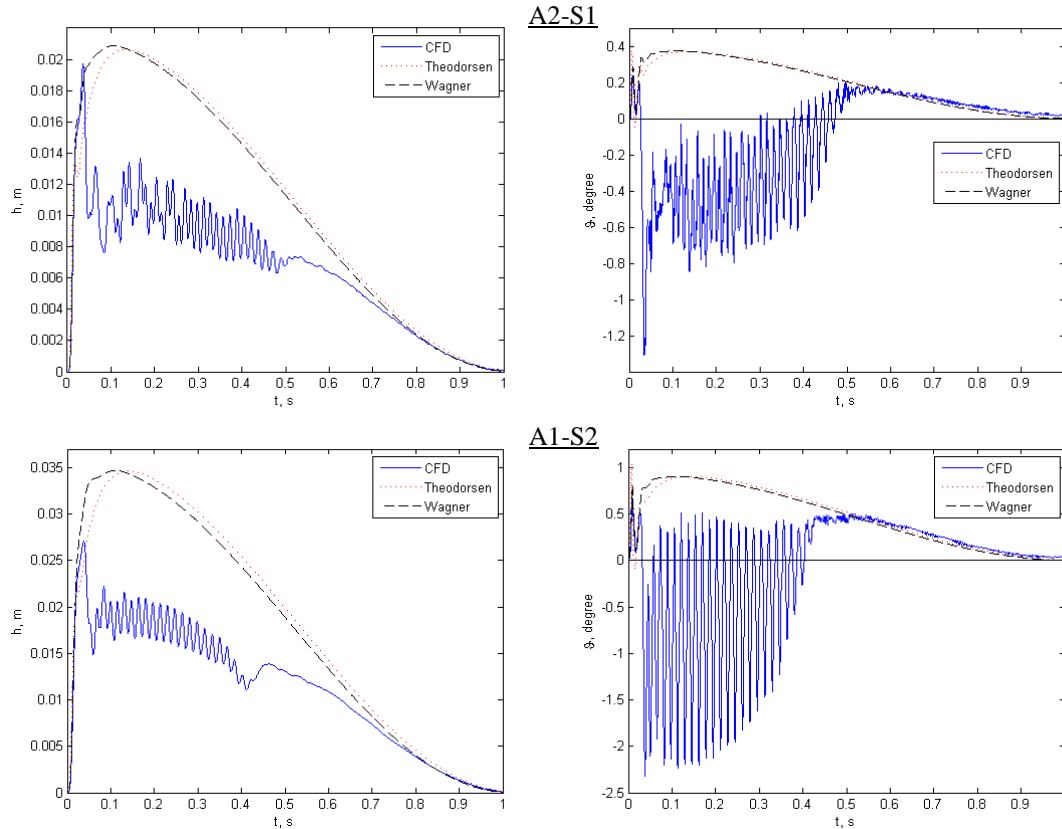 A2-S1
0.02
0.018
0.016
0.014
0.012
0.01
0.008
0.006
0.004
0.002
0
0 0.1 0.2 0.3 0.4 0.5 0.6 0.7 0.8 0.9 1
h, m
t, s
CFD
Theodorsen
Wagner
0.4
0.2
0
-0.2
-0.4
-0.6
-0.8
-1
-1.2
0 0.1 0.2 0.3 0.4 0.5 0.6 0.7 0.8 0.9
ϑ, degree
t, s
CFD
Theodorsen
Wagner
A1-S2
0.035
0.03
0.025
0.02
0.015
0.01
0.005
0
0 0.1 0.2 0.3 0.4 0.5 0.6 0.7 0.8 0.9 1
h, m
t, s
CFD
Theodorsen
Wagner
1
0.5
0
-0.5
-1
-1.5
-2
-2.5
0 0.1 0.2 0.3 0.4 0.5 0.6 0.7 0.8 0.9
ϑ, degree
t, s
CFD
Theodorsen
Wagner